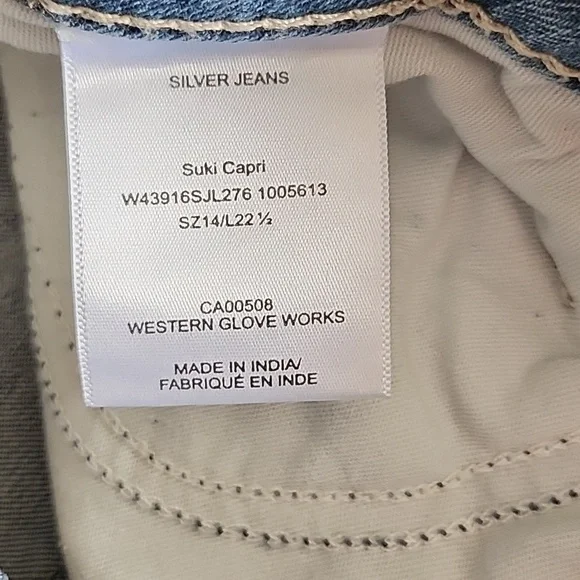 SILVER JEANS
Suki Capri
W43916SJL276 1005613
SZ14/L22 ½
CA00508
WESTERN GLOVE WORKS
MADE IN INDIA/
FABRIQUÉ EN INDE